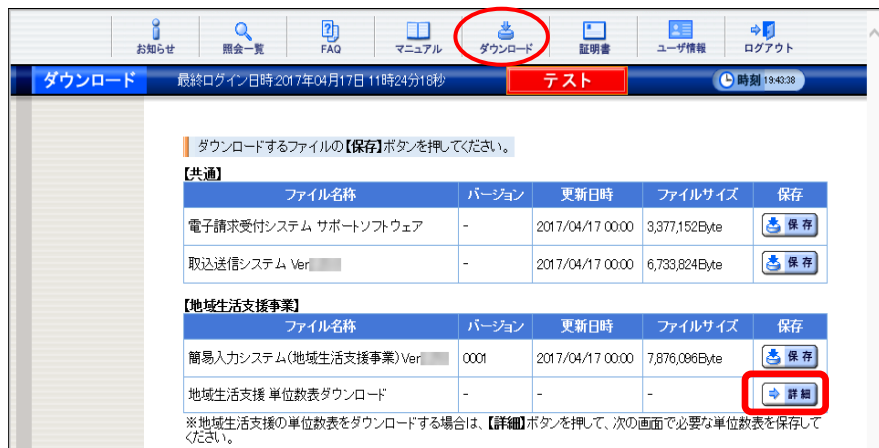 お知らせ 照会一覧 FAQ マニュアル ダウンロード 証明書 ユーザ情報 ログアウト
ダウンロード 最終ログイン日時:2017年04月17日 11時24分18秒 テスト 時刻 19:43:38
ダウンロードするファイルの【保存】ボタンを押してください。
【共通】
ファイル名称 バージョン 更新日時 ファイルサイズ 保存
電子請求受付システム サポートソフトウェア - 2017/04/17 00:00 3,377,152Byte 保存
取込送信システム Ver - 2017/04/17 00:00 6,733,824Byte 保存
【地域生活支援事業】
ファイル名称 バージョン 更新日時 ファイルサイズ 保存
簡易入力システム(地域生活支援事業)Ver 0001 2017/04/17 00:00 7,876,096Byte 保存
地域生活支援 単位数表ダウンロード - - - 詳細
※地域生活支援の単位数表をダウンロードする場合は、【詳細】ボタンを押して、次の画面で必要な単位数表を保存して
ください。